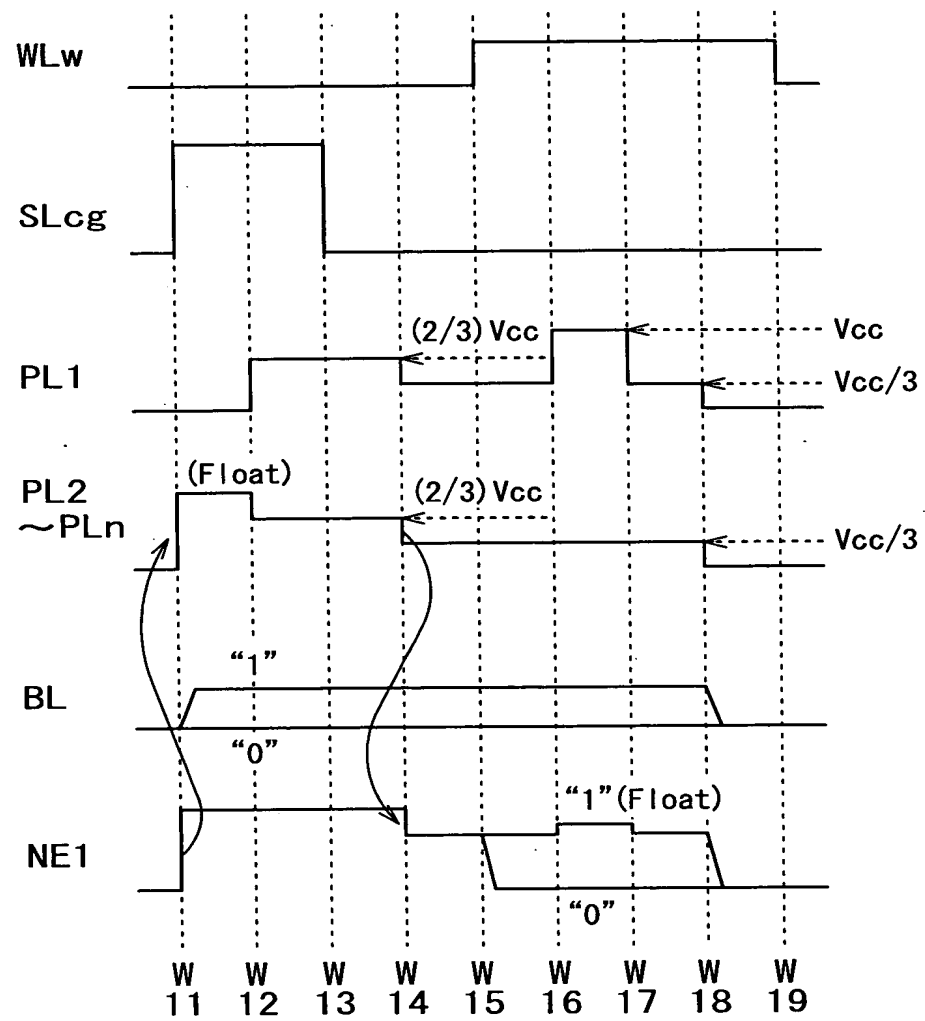 WLw
SLcg
(2/3)Vcc
Vcc
PL1
Vcc/3
(Float)
PL2
~PLn
(2/3)Vcc
Vcc/3
“1”
BL
“0”
“1”(Float)
NE1
“0”
W W W W W W W W W
11 12 13 14 15 16 17 18 19